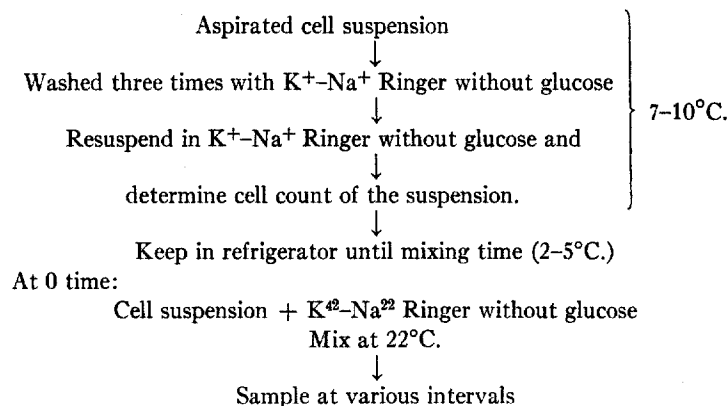 Aspirated cell suspension
Washed three times with K+–Na+ Ringer without glucose
7–10°C.
Resuspend in K+–Na+ Ringer without glucose and
determine cell count of the suspension.
Keep in refrigerator until mixing time (2–5°C.)
At 0 time:
Cell suspension + K42–Na22 Ringer without glucose
Mix at 22°C.
Sample at various intervals